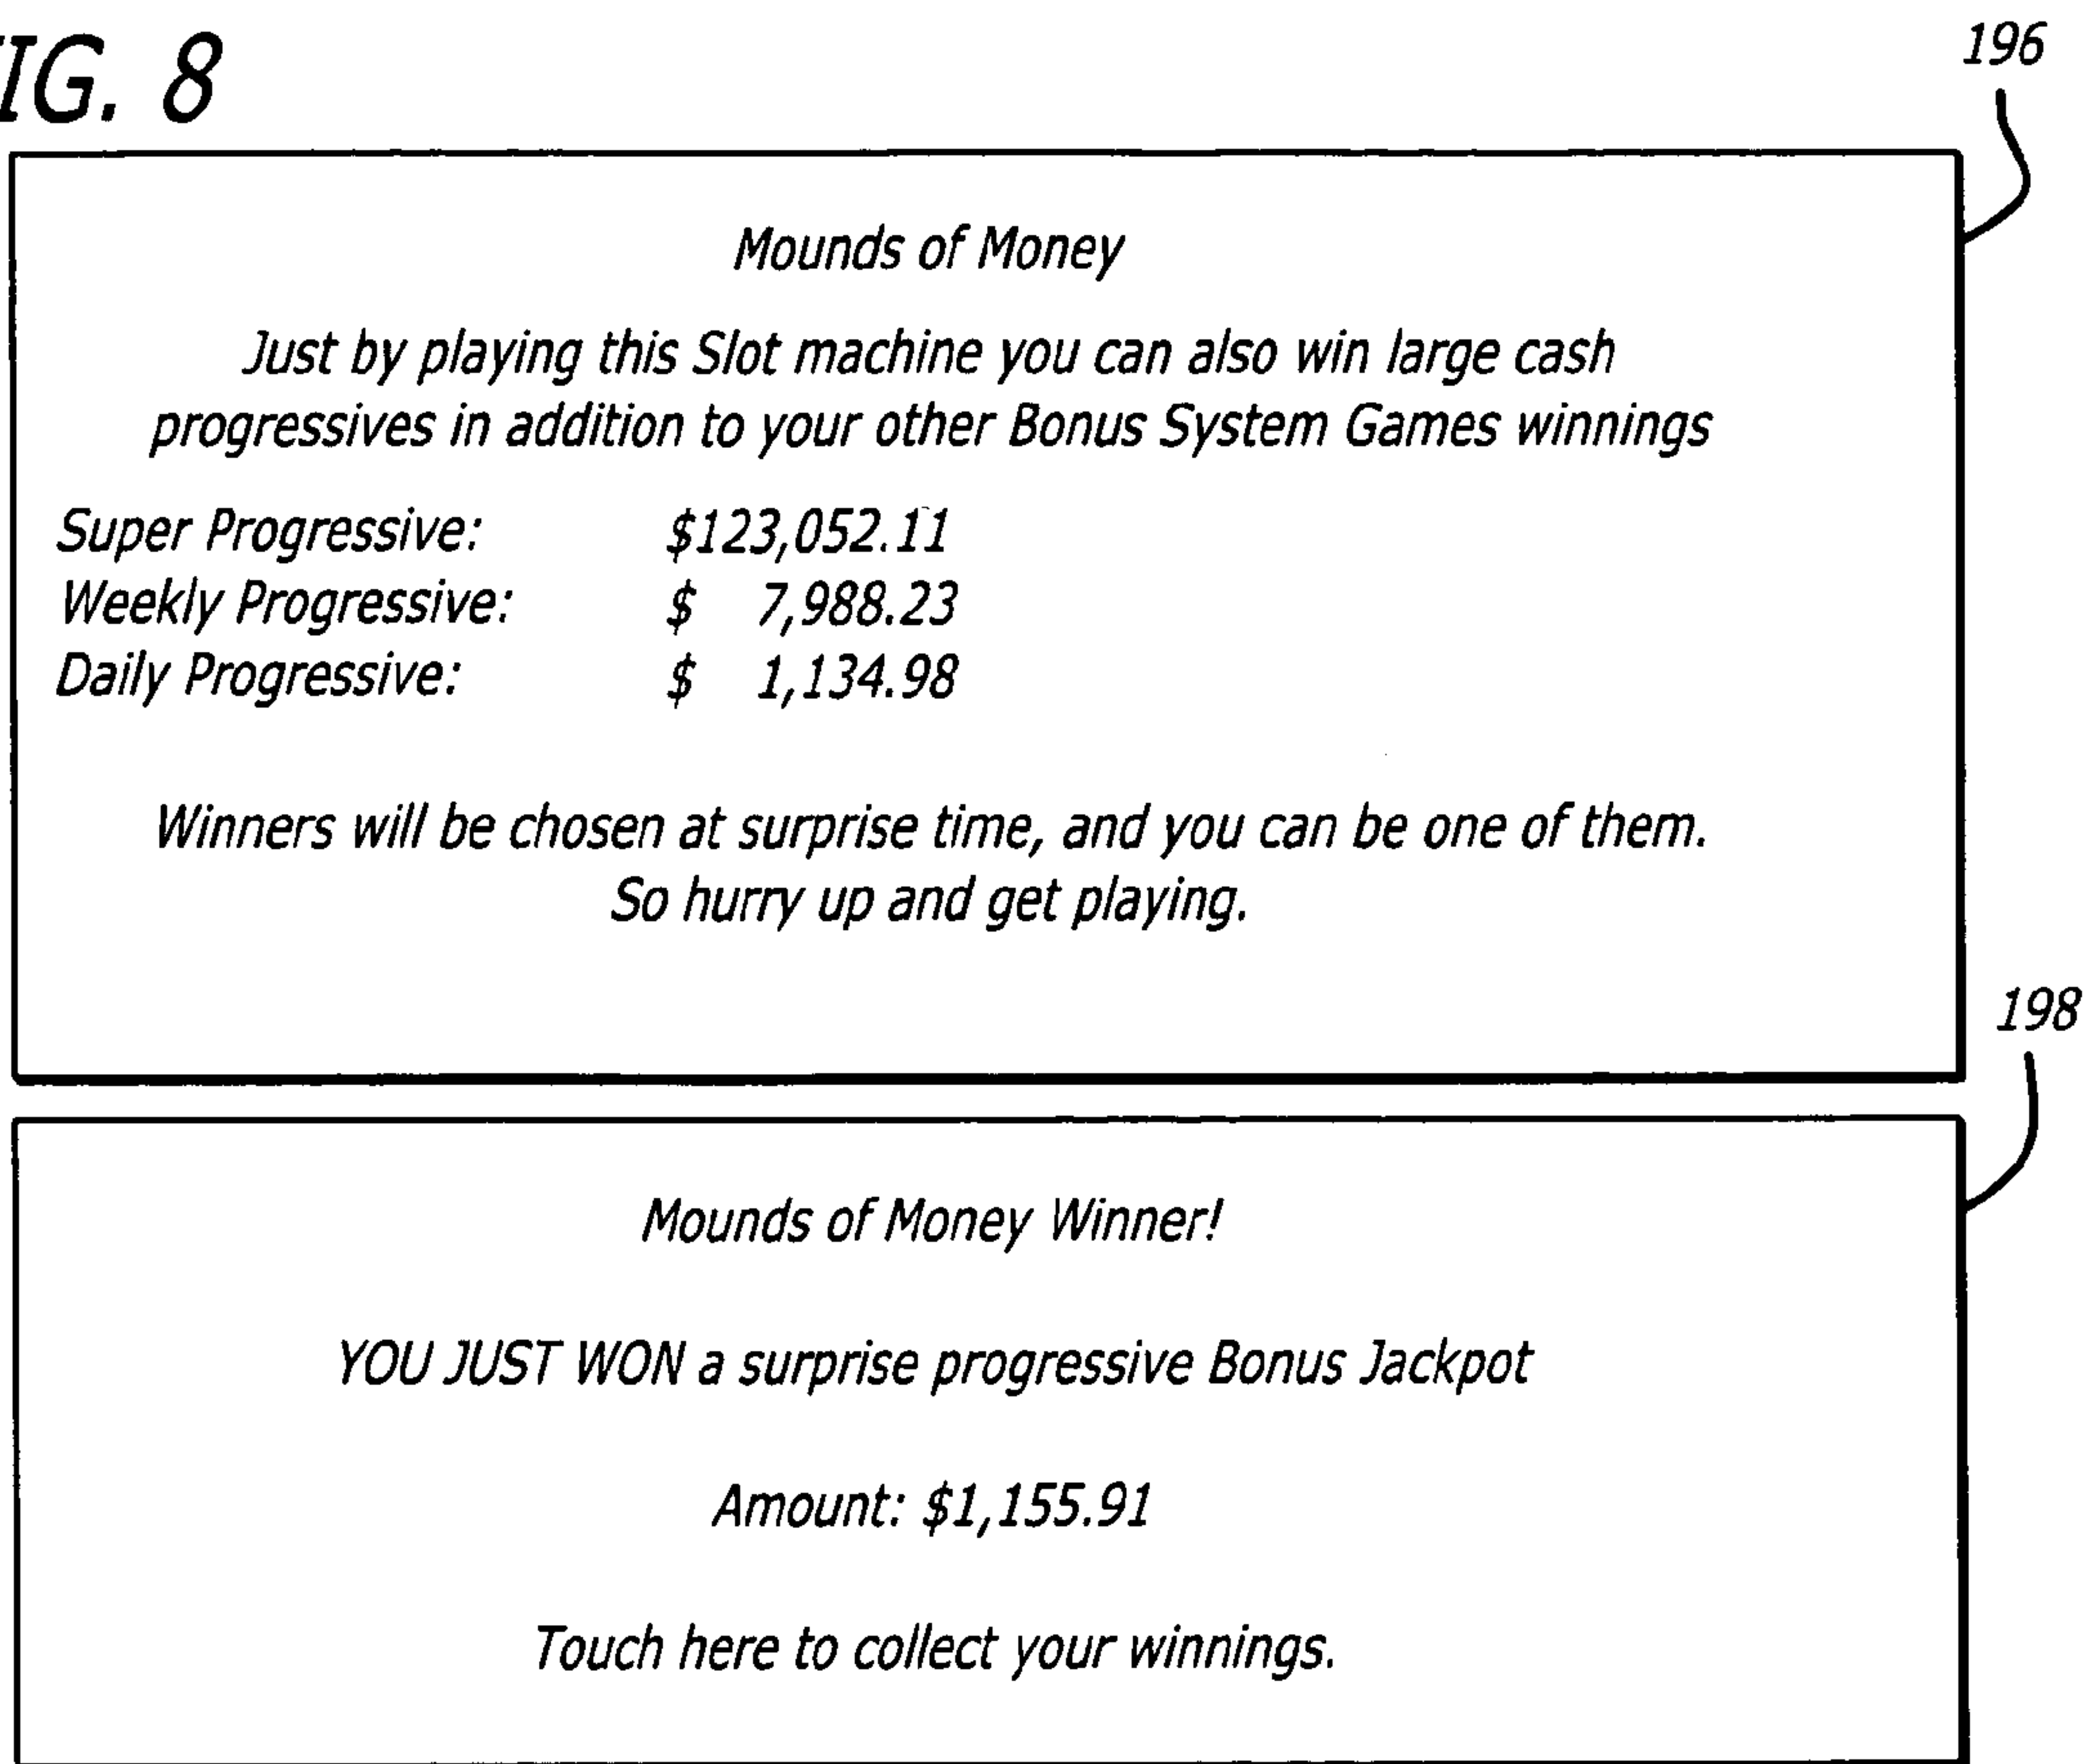 IG. 8
196
Mounds of Money
Just by playing this Slot machine you can also win large cash
progressives in addition to your other Bonus System Games winnings
Super Progressive: $123,052.11
Weekly Progressive: $ 7,988.23
Daily Progressive: $ 1,134.98
Winners will be chosen at surprise time, and you can be one of them.
So hurry up and get playing.
198
Mounds of Money Winner!
YOU JUST WON a surprise progressive Bonus Jackpot
Amount: $1,155.91
Touch here to collect your winnings.